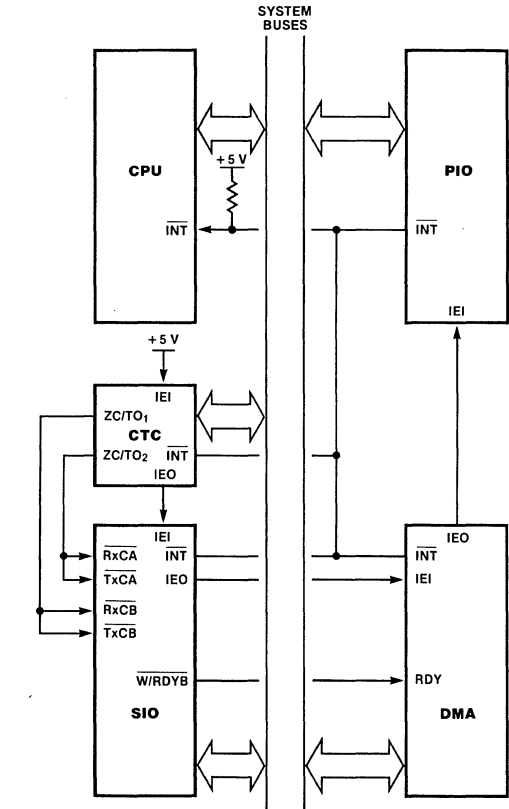 SYSTEM
BUSES
CPU
+5 V
INT
PIO
INT
IEI
+5 V
IEI
ZC/TO1
CTC
ZC/TO2
INT
IEO
IEI
RxCA
INT
TxCA
IEO
RxCB
TxCB
W/RDYB
SIO
IEO
INT
IEI
RDY
DMA